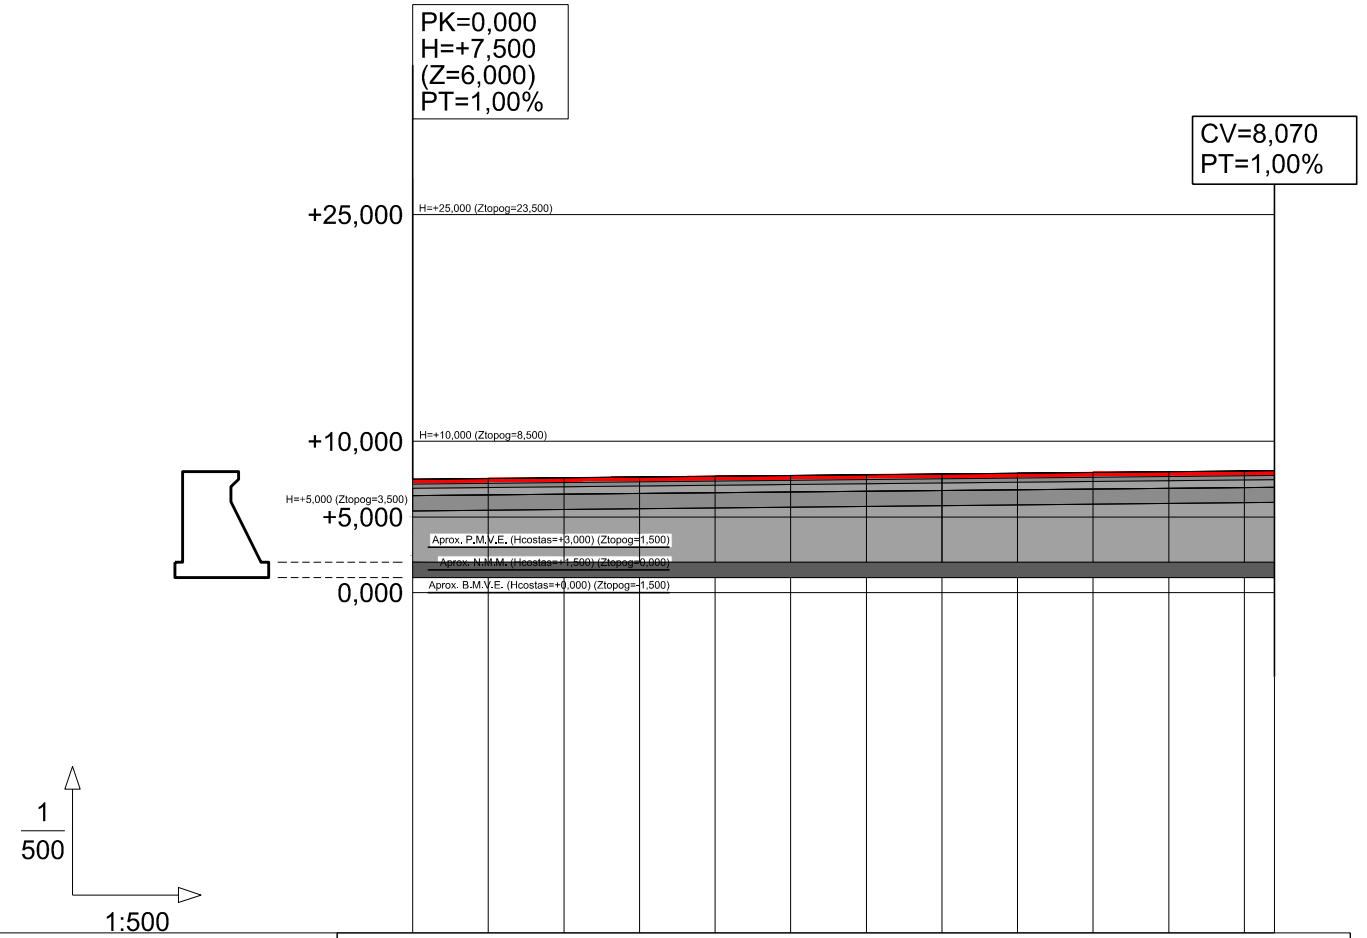 PK=0,000
H=+7,500
(Z=6,000)
PT=1,00%
CV=8,070
PT=1,00%
+25,000
H=+25,000 (Ztopog=23,500)
+10,000
H=+10,000 (Ztopog=8,500)
H=+5,000 (Ztopog=3,500)
+5,000
Aprox. P.M.V.E. (Hcostas=+3,000) (Ztopog=1,500)
Aprox. N.M.M. (Hcostas=+1,500) (Ztopog=0,000)
Aprox. B.M.V.E. (Hcostas=+0,000) (Ztopog=-1,500)
0,000
1
500
1:500